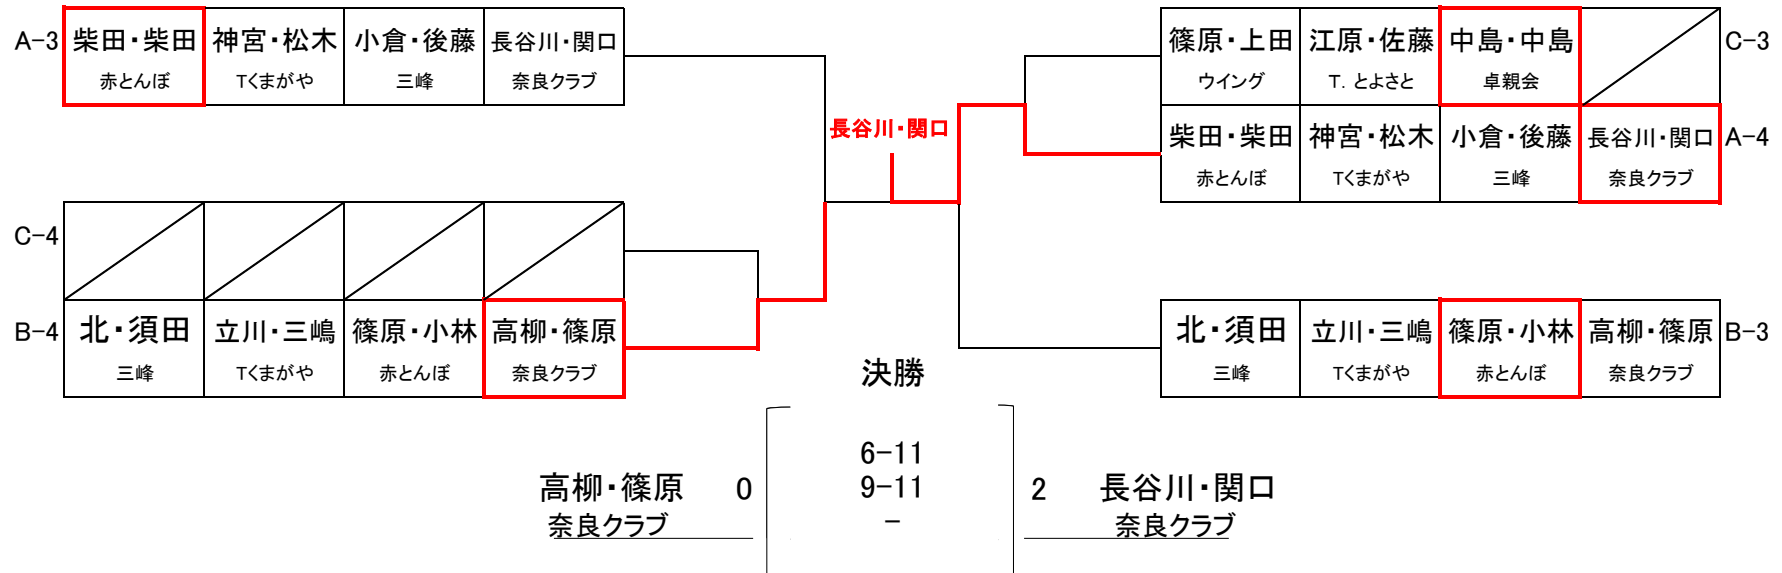 A-3 柴田・柴田 神宮・松木 小倉・後藤 長谷川・関口
赤とんぼ Tくまがや 三峰 奈良クラブ
篠原・上田 江原・佐藤 中島・中島 C-3
ウイング T．とよさと 卓親会
長谷川・関口
柴田・柴田 神宮・松木 小倉・後藤 長谷川・関口 A-4
赤とんぼ Tくまがや 三峰 奈良クラブ
C-4
B-4 北・須田 立川・三嶋 篠原・小林 高柳・篠原
三峰 Tくまがや 赤とんぼ 奈良クラブ
北・須田 立川・三嶋 篠原・小林 高柳・篠原 B-3
三峰 Tくまがや 赤とんぼ 奈良クラブ
決勝
6-11
高柳・篠原 0 9-11 2 長谷川・関口
奈良クラブ - 奈良クラブ